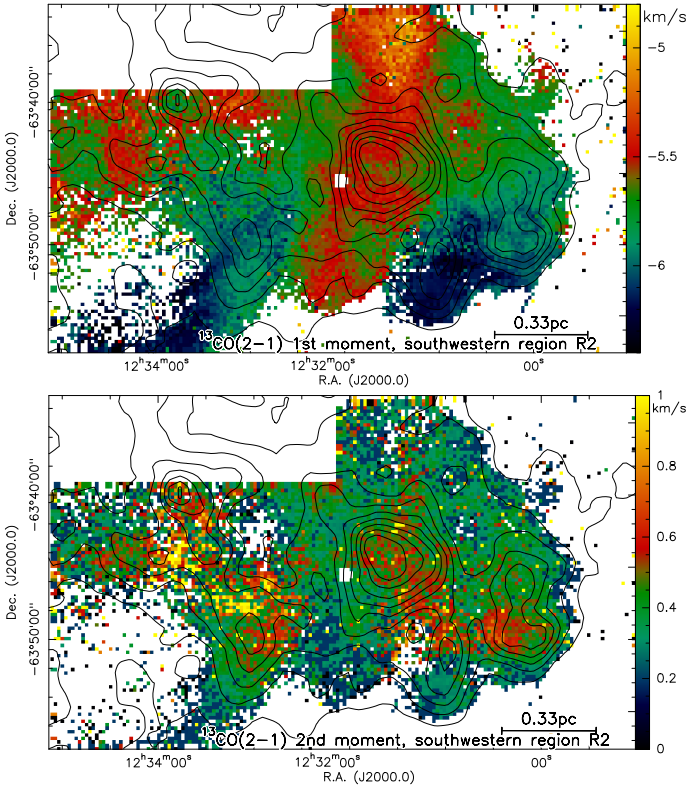 km/s
−5
−5.5
−6
−63°40'00"
−63°50'00"
Dec. (J2000.0)
0.33pc
¹³CO(2−1) 1st moment, southwestern region R2
12ʰ34ᵐ00ˢ
12ʰ32ᵐ00ˢ
00ˢ
R.A. (J2000.0)
1
km/s
0.8
0.6
0.4
0.2
0
−63°40'00"
−63°50'00"
Dec. (J2000.0)
0.33pc
¹³CO(2−1) 2nd moment, southwestern region R2
12ʰ34ᵐ00ˢ
12ʰ32ᵐ00ˢ
00ˢ
R.A. (J2000.0)